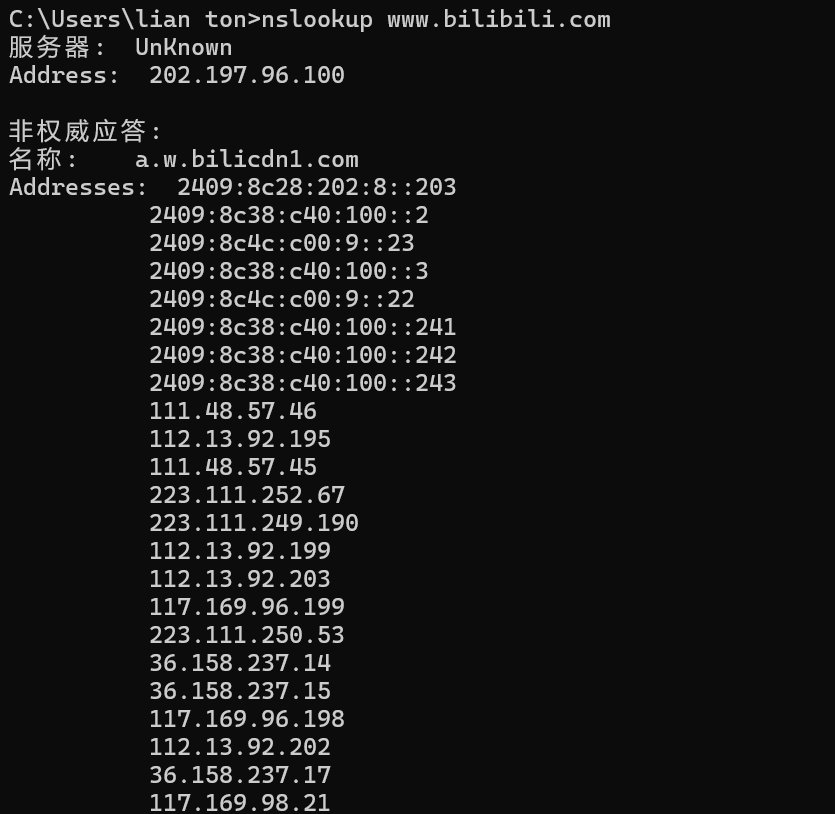 C:\Users\lian ton>nslookup www.bilibili.com
服务器:  UnKnown
Address:  202.197.96.100
非权威应答:
名称:    a.w.bilicdn1.com
Addresses:  2409:8c28:202:8::203
2409:8c38:c40:100::2
2409:8c4c:c00:9::23
2409:8c38:c40:100::3
2409:8c4c:c00:9::22
2409:8c38:c40:100::241
2409:8c38:c40:100::242
2409:8c38:c40:100::243
111.48.57.46
112.13.92.195
111.48.57.45
223.111.252.67
223.111.249.190
112.13.92.199
112.13.92.203
117.169.96.199
223.111.250.53
36.158.237.14
36.158.237.15
117.169.96.198
112.13.92.202
36.158.237.17
117.169.98.21